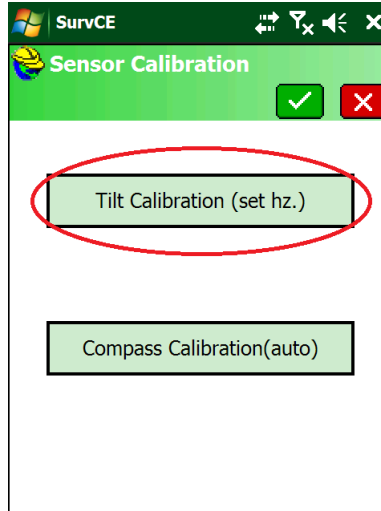 SurvCE
Sensor Calibration
Tilt Calibration (set hz.)
Compass Calibration(auto)